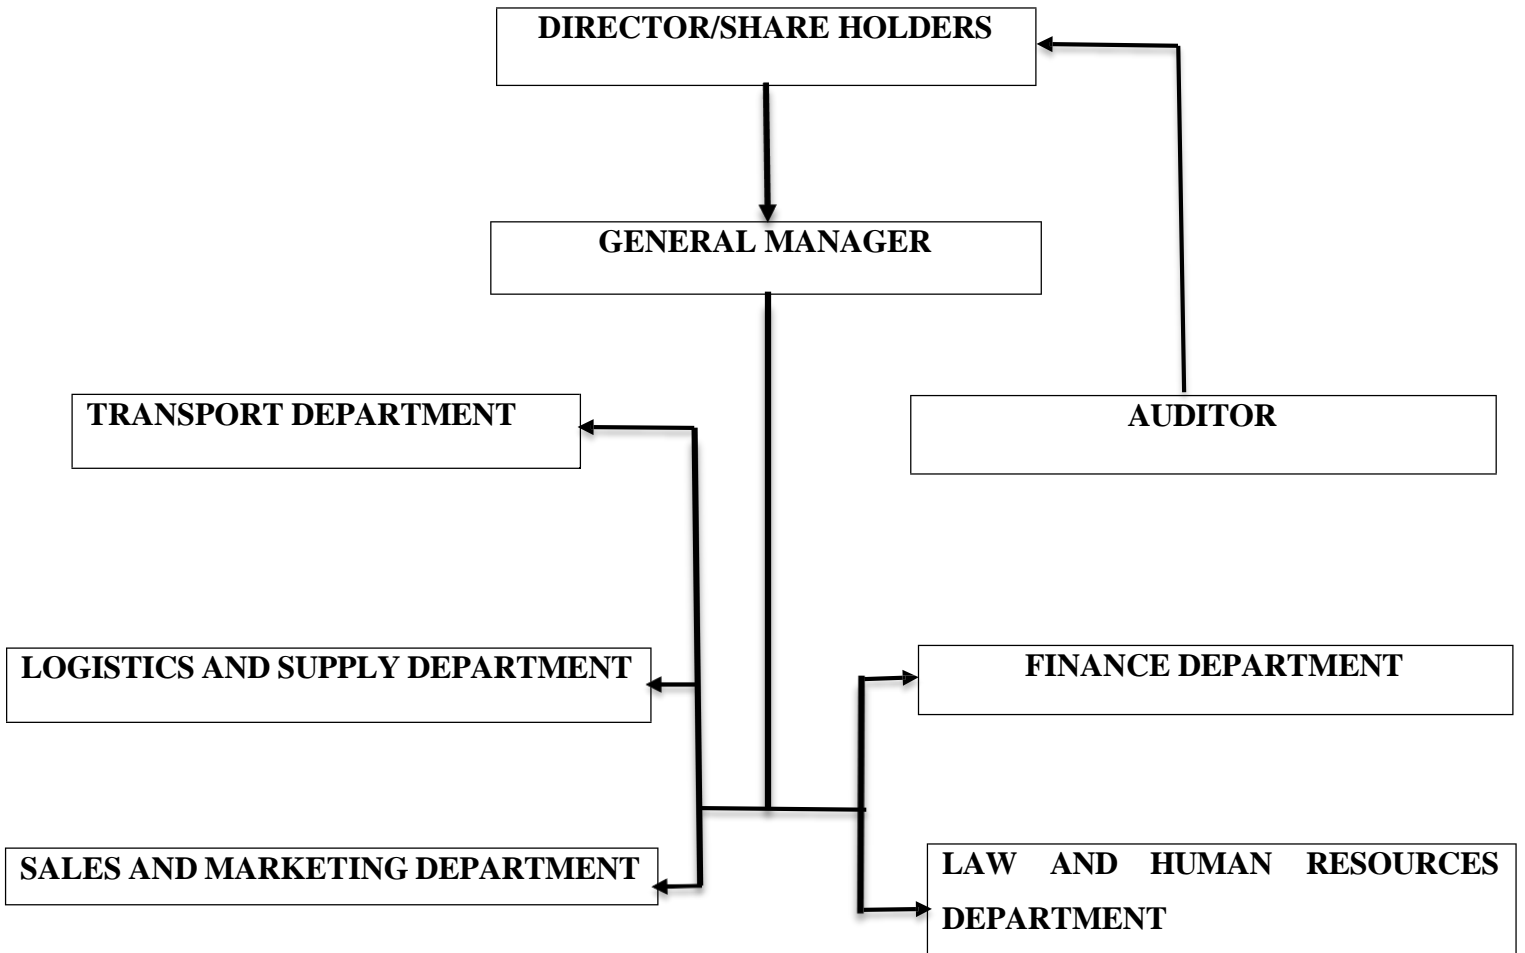 DIRECTOR/SHARE HOLDERS
GENERAL MANAGER
TRANSPORT DEPARTMENT
AUDITOR
LOGISTICS AND SUPPLY DEPARTMENT
FINANCE DEPARTMENT
SALES AND MARKETING DEPARTMENT
LAW AND HUMAN RESOURCES
DEPARTMENT